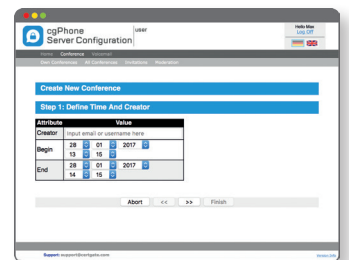 cgPhone
Server Configuration
user
Hello Max
Log Off
Home Conference Voicemail
Own Conferences All Conferences Invitations Moderation
Create New Conference
Step 1: Define Time And Creator
Attribute Value
Creator Input email or username here
Begin 28 01 2017
13 15
End 28 01 2017
14 15
Abort << >> Finish
Support: support@certgate.com